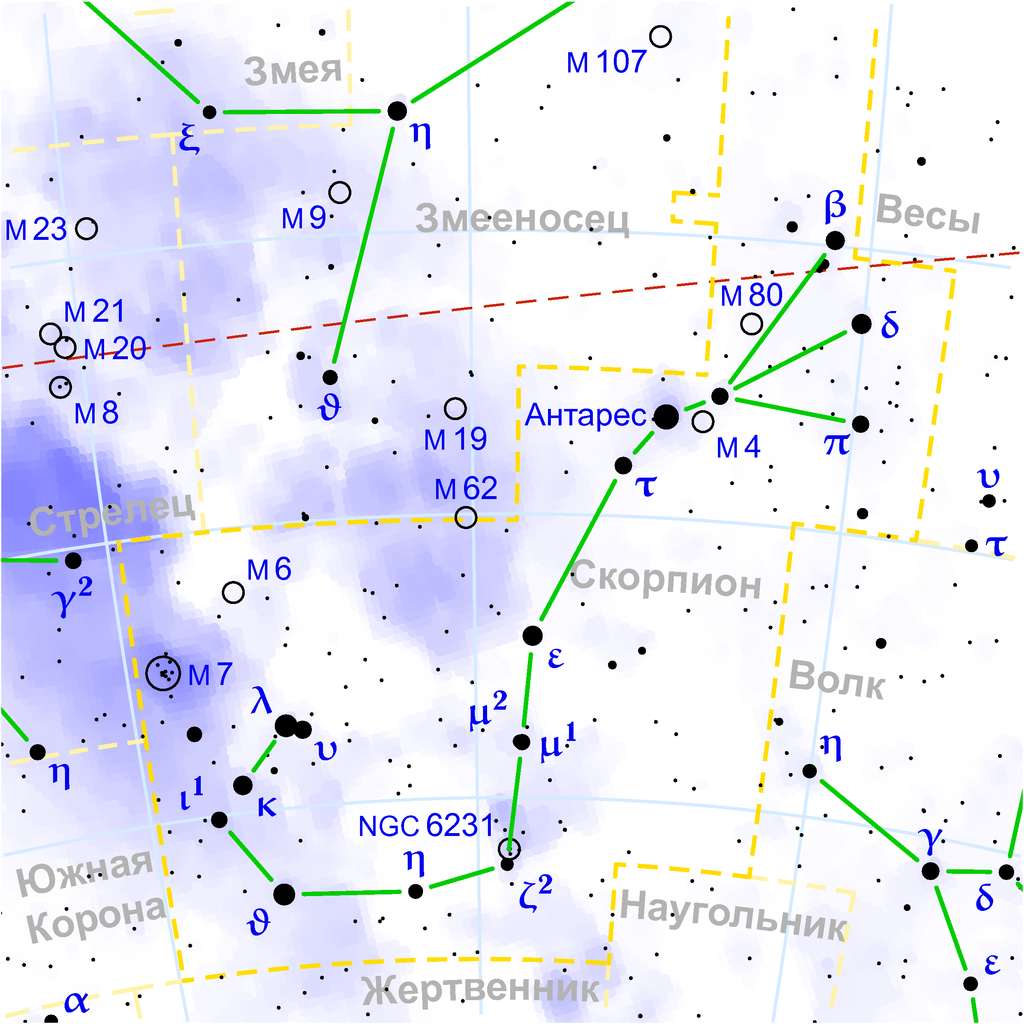 M 107
Змея
ξ
η
β
M 9
Змееносец
Весы
M 23
M 80
M 21
M 20
δ
M 8
ϑ
Антарес
M 19
M 4
π
τ
M 62
υ
Стрелец
τ
M 6
Скорпион
γ²
ε
M 7
Волк
λ
μ²
μ¹
υ
η
η
ι¹
κ
NGC 6231
γ
η
Южная
Корона
ζ²
δ
ϑ
Наугольник
ε
Жертвенник
α